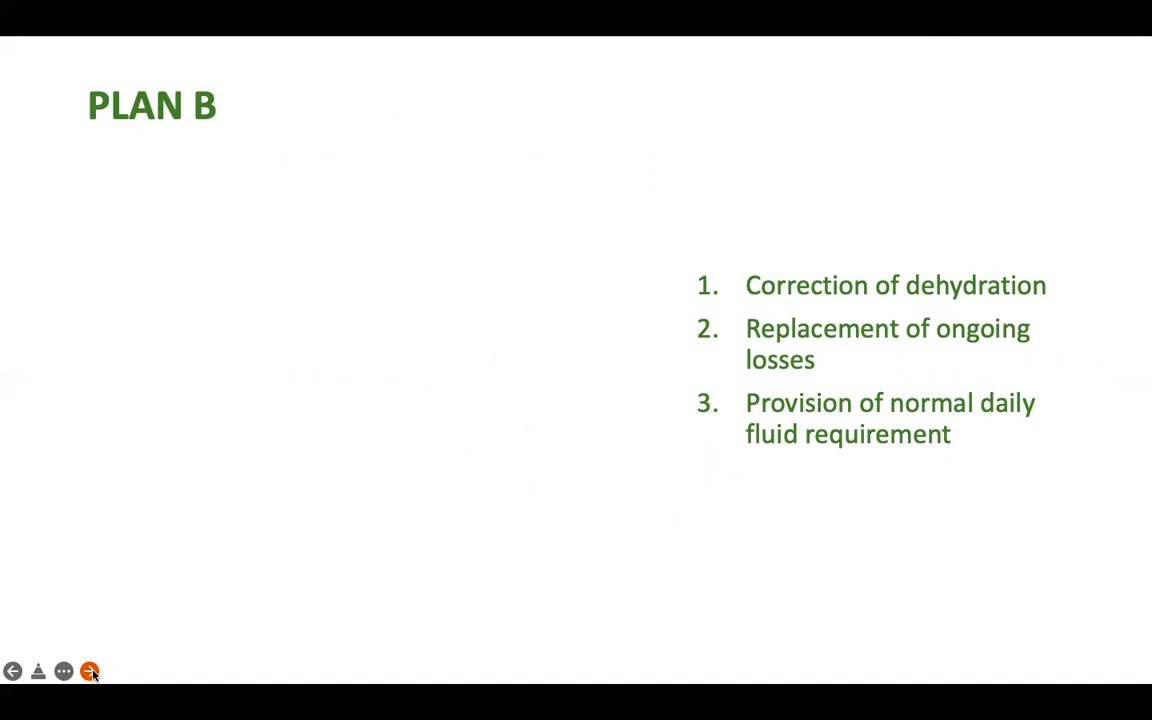 PLAN B
1. Correction of dehydration
2. Replacement of ongoing
losses
3. Provision of normal daily
fluid requirement